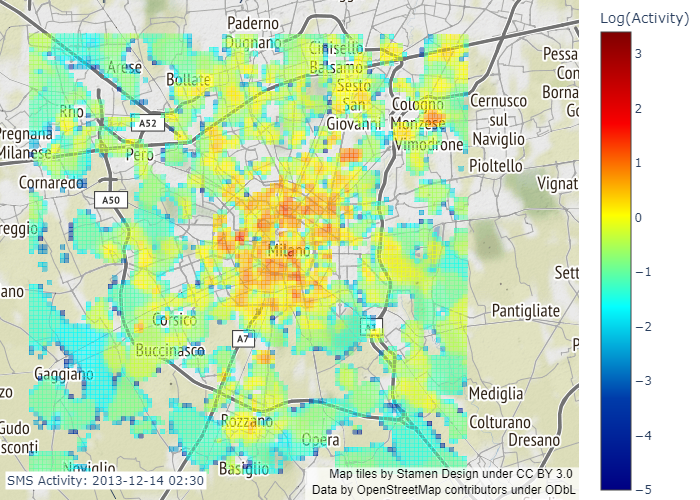 Log(Activity)
3
2
1
0
−1
−2
−3
−4
−5
Paderno
Dugnano
Cinisello
Balsamo
Arese
Bollate
Sesto
San
Giovanni
Cologno
Monzese
Cernusco
sul
Naviglio
Pessa
Con
Borna
Go
Rho
A52
Pregnana
Milanese
Pero
Vimodrone
Pioltello
Cornaredo
A50
Vignat
reggio
Milano
Sett
ano
Pantigliate
Corsico
A7
Buccinasco
P
Gaggiano
zo
Mediglia
Rozzano
Colturano
Gudo
sconti
Opera
Dresano
Noviglio
Basiglio
SMS Activity: 2013-12-14 02:30
Map tiles by Stamen Design under CC BY 3.0
Data by OpenStreetMap contributors under ODbL